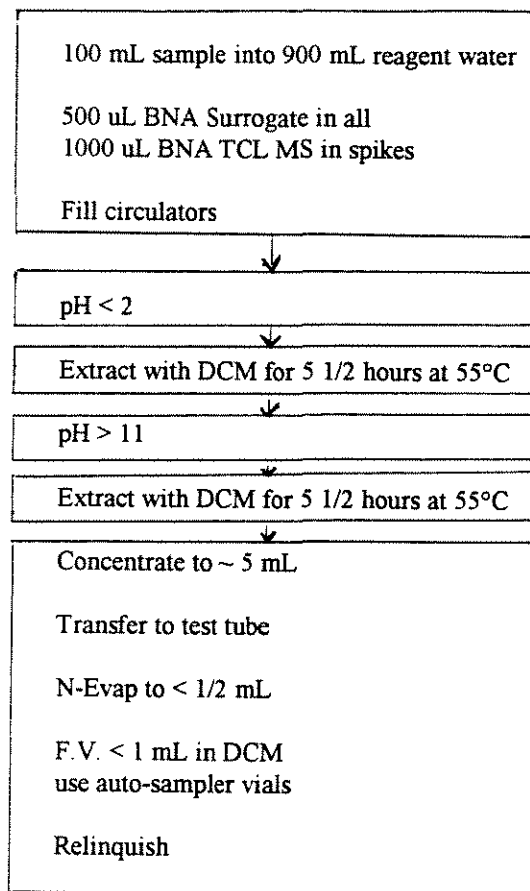 100 mL sample into 900 mL reagent water
500 uL BNA Surrogate in all
1000 uL BNA TCL MS in spikes
Fill circulators
pH < 2
Extract with DCM for 5 1/2 hours at 55°C
pH > 11
Extract with DCM for 5 1/2 hours at 55°C
Concentrate to ~ 5 mL
Transfer to test tube
N-Evap to < 1/2 mL
F.V. < 1 mL in DCM
use auto-sampler vials
Relinquish